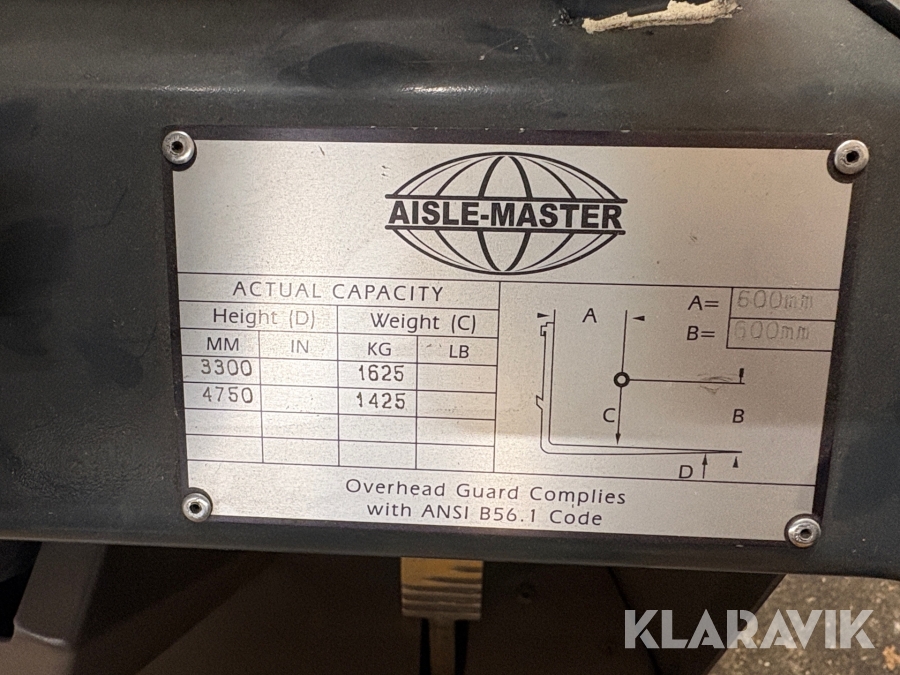 AISLE-MASTER
ACTUAL CAPACITY
Height (D) Weight (C)
MM IN KG LB
3300 1625
4750 1425
A= 600mm
B= 600mm
A
C
B
D
Overhead Guard Complies
with ANSI B56.1 Code
KLARAVIK